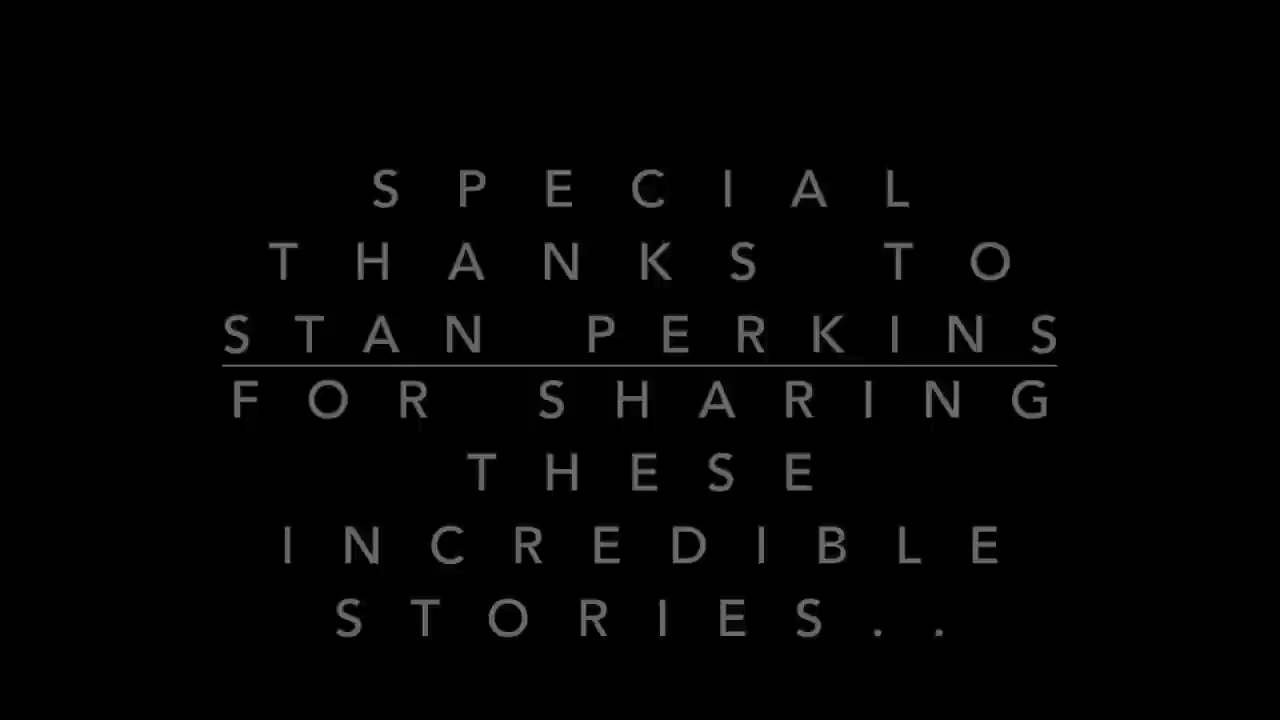 SPECIAL
THANKS TO
STAN PERKINS
FOR SHARING
THESE
INCREDIBLE
STORIES..